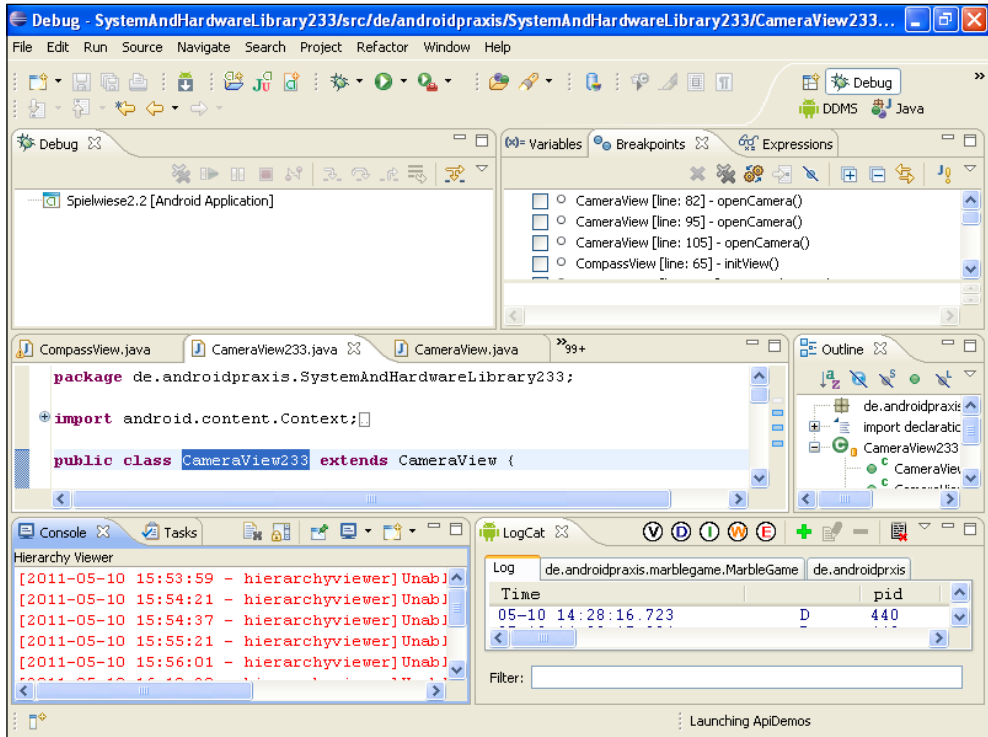 Debug - SystemAndHardwareLibrary233/src/de/androidpraxis/SystemAndHardwareLibrary233/CameraView233...
File Edit Run Source Navigate Search Project Refactor Window Help
Debug
DDMS Java
Debug
Spielwiese2.2 [Android Application]
(x)= Variables Breakpoints Expressions
CameraView [line: 82] - openCamera()
CameraView [line: 95] - openCamera()
CameraView [line: 105] - openCamera()
CompassView [line: 65] - initView()
CompassView.java CameraView233.java CameraView.java »99+
package de.androidpraxis.SystemAndHardwareLibrary233;
import android.content.Context;
public class CameraView233 extends CameraView {
Outline
de.androidpraxis
import declaratic
CameraView233
CameraView
Console Tasks
Hierarchy Viewer
[2011-05-10 15:53:59 - hierarchyviewer]Unabl
[2011-05-10 15:54:21 - hierarchyviewer]Unabl
[2011-05-10 15:54:37 - hierarchyviewer]Unabl
[2011-05-10 15:55:21 - hierarchyviewer]Unabl
[2011-05-10 15:56:01 - hierarchyviewer]Unabl
LogCat V D I W E
Log de.androidpraxis.marblegame.MarbleGame de.androidprxis
Time pid
05-10 14:28:16.723 D 440
Filter:
Launching ApiDemos